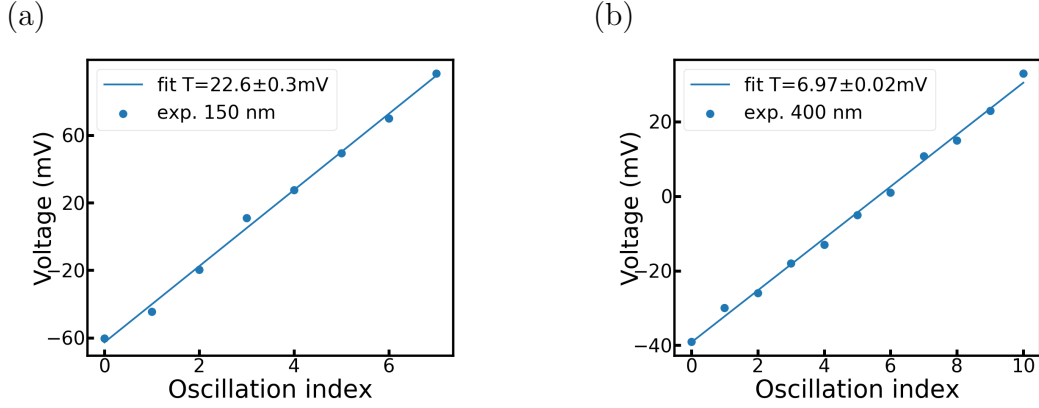 (a)
fit T=22.6±0.3mV
exp. 150 nm
Voltage (mV)
60
20
−20
−60
0 2 4 6
Oscillation index
(b)
fit T=6.97±0.02mV
exp. 400 nm
Voltage (mV)
20
0
−20
−40
0 2 4 6 8 10
Oscillation index